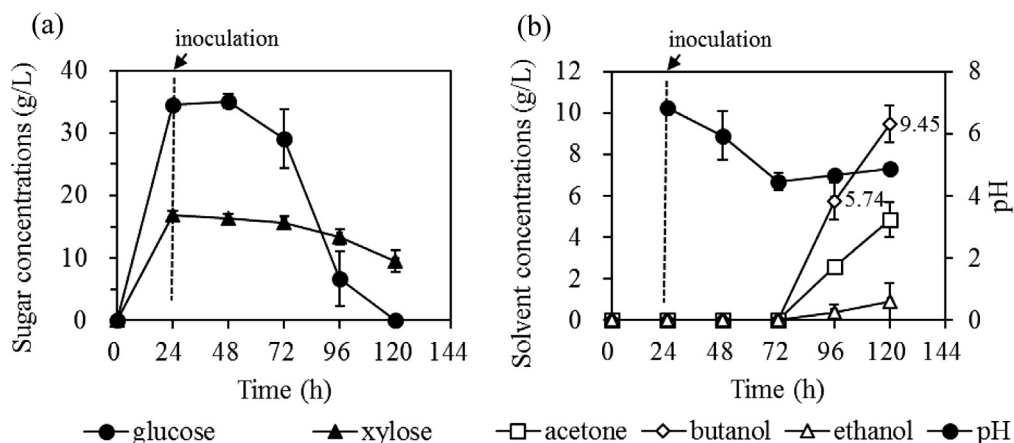 (a)
inoculation
Sugar concentrations (g/L)
40
30
20
10
0
0 24 48 72 96 120 144
Time (h)
(b)
inoculation
Solvent concentrations (g/L)
12
10
8
6
4
2
0
9.45
5.74
8
6
4
2
0
pH
0 24 48 72 96 120 144
Time (h)
glucose xylose acetone butanol ethanol pH